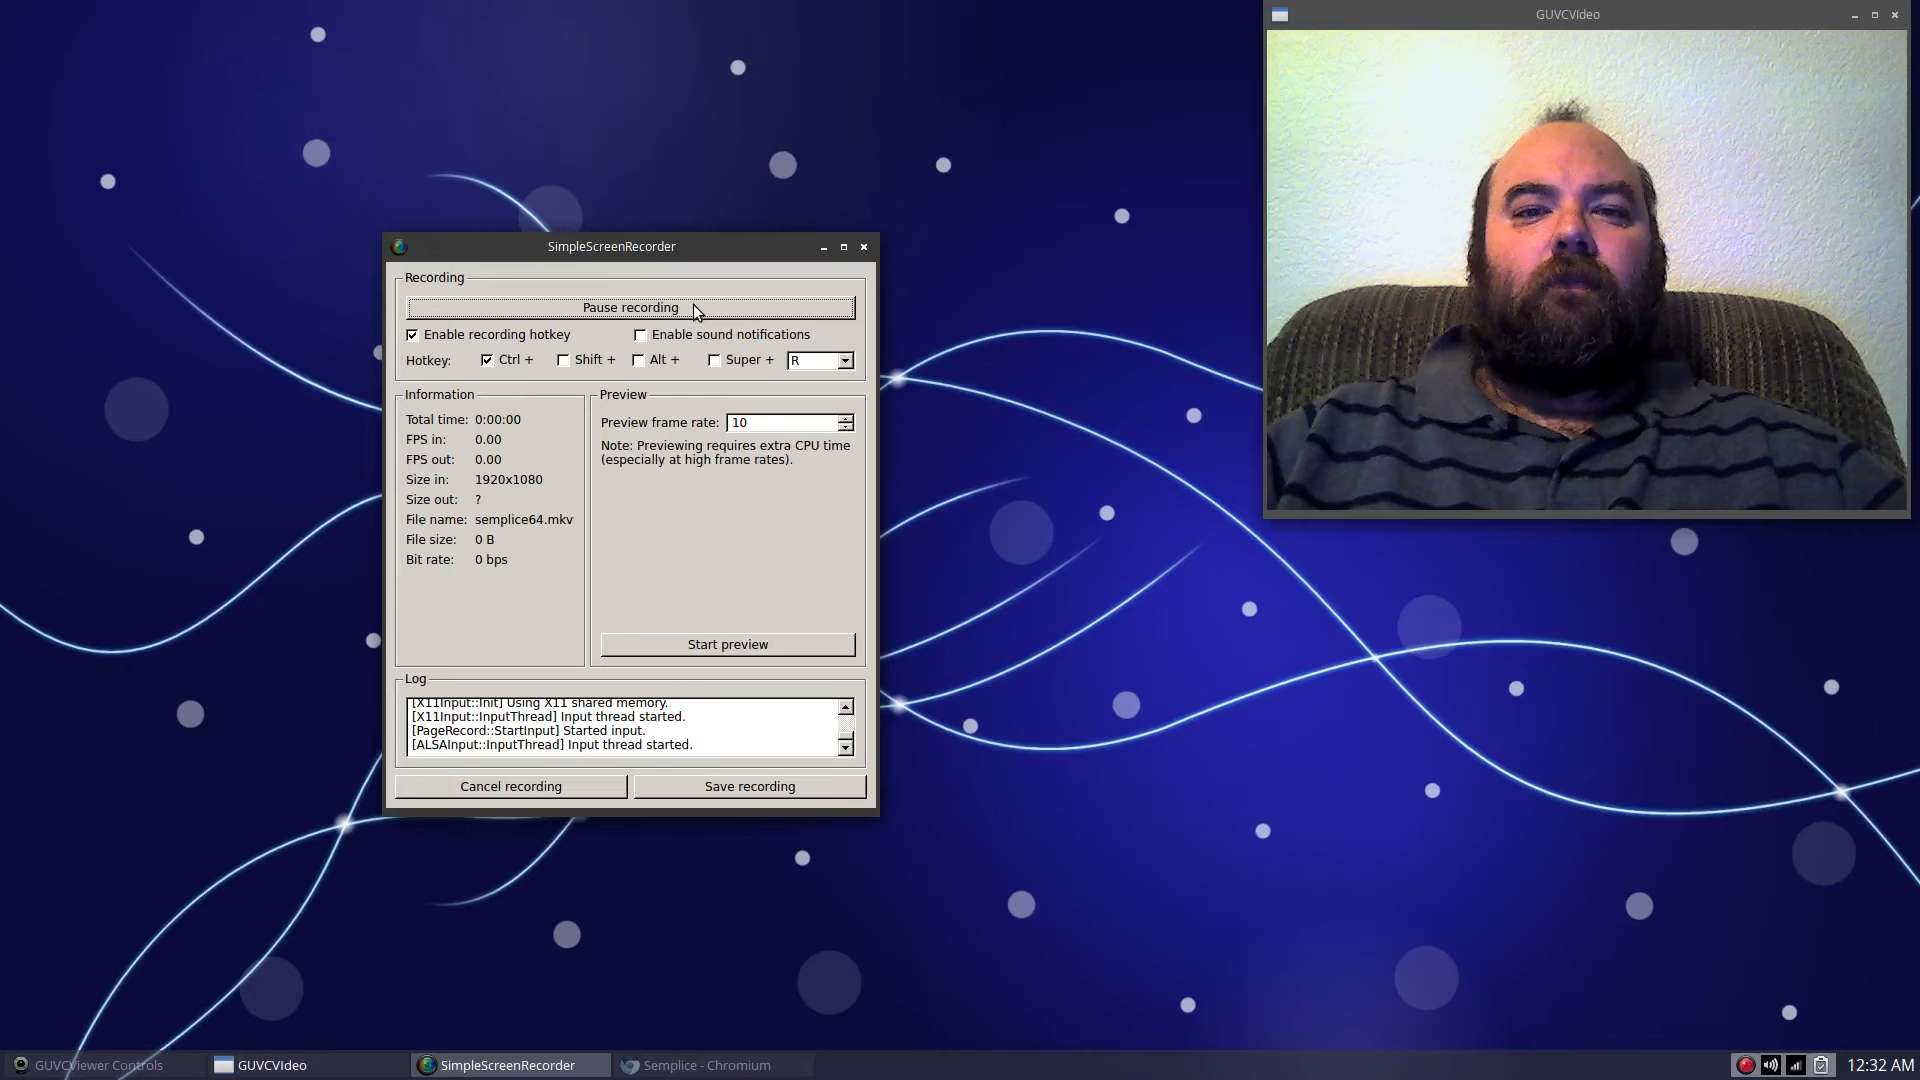 GUVCVIdeo
SimpleScreenRecorder
Recording
Pause recording
Enable recording hotkey
Enable sound notifications
Hotkey: Ctrl + Shift + Alt + Super + R
Information
Total time: 0:00:00
FPS in: 0.00
FPS out: 0.00
Size in: 1920x1080
Size out: ?
File name: semplice64.mkv
File size: 0 B
Bit rate: 0 bps
Preview
Preview frame rate: 10
Note: Previewing requires extra CPU time
(especially at high frame rates).
Start preview
Log
[X11Input::Init] Using X11 shared memory.
[X11Input::InputThread] Input thread started.
[PageRecord::StartInput] Started input.
[ALSAInput::InputThread] Input thread started.
Cancel recording
Save recording
GUVCViewer Controls
GUVCVIdeo
SimpleScreenRecorder
Semplice - Chromium
12:32 AM